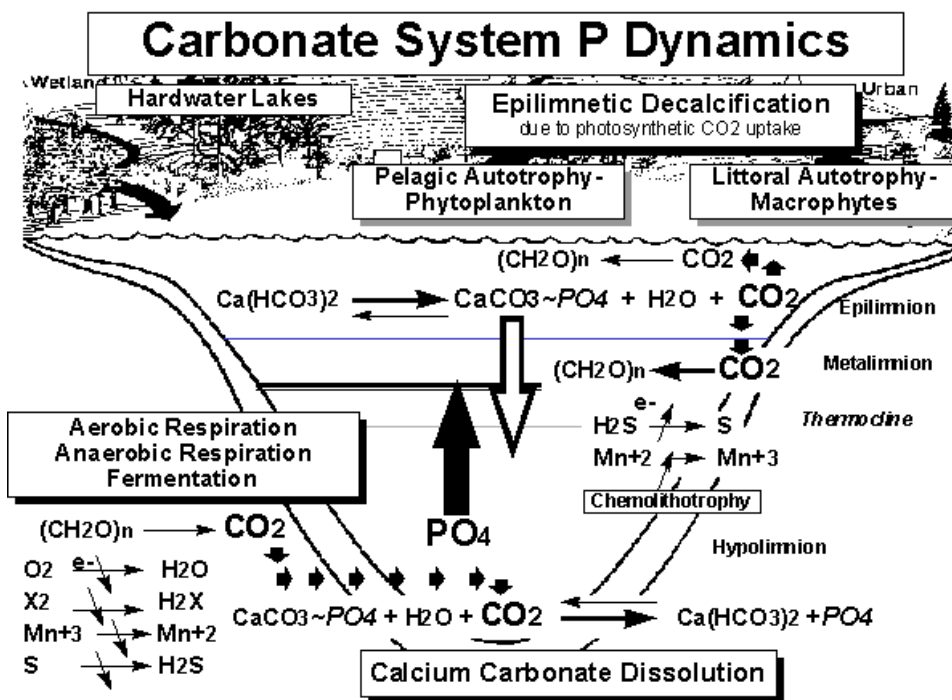 Carbonate System P Dynamics
Wetland
Urban
Hardwater Lakes
Epilimnetic Decalcification
due to photosynthetic CO2 uptake
Pelagic Autotrophy-
Phytoplankton
Littoral Autotrophy-
Macrophytes
(CH2O)n CO2
Ca(HCO3)2 CaCO3~PO4 + H2O + CO2
Epilimnion
(CH2O)n CO2
Metalimnion
Thermocline
e-
H2S S
Mn+2 Mn+3
Chemolithotrophy
Hypolimnion
Aerobic Respiration
Anaerobic Respiration
Fermentation
(CH2O)n CO2
PO4
O2 e- H2O
X2 H2X
Mn+3 Mn+2
S H2S
CaCO3~PO4 + H2O + CO2 Ca(HCO3)2 +PO4
Calcium Carbonate Dissolution